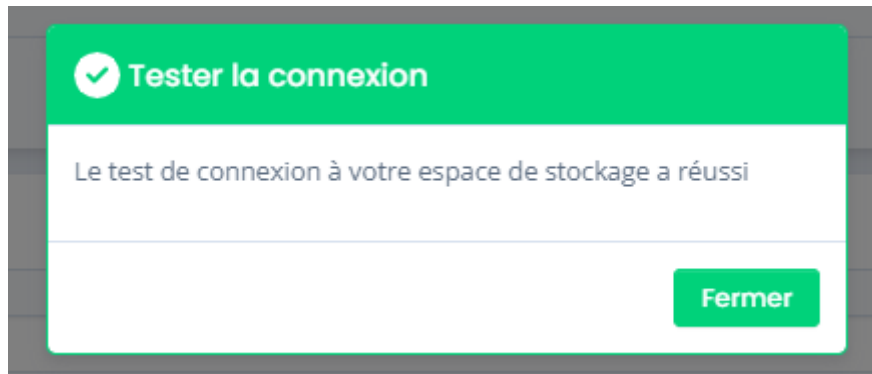 Tester la connexion
Le test de connexion à votre espace de stockage a réussi
Fermer